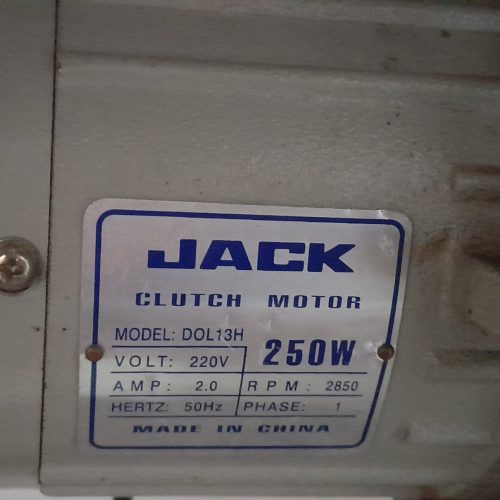 JACK
CLUTCH MOTOR
MODEL: DOL13H
250W
VOLT: 220V
AMP: 2.0 RPM: 2850
HERTZ: 50Hz PHASE: 1
MADE IN CHINA